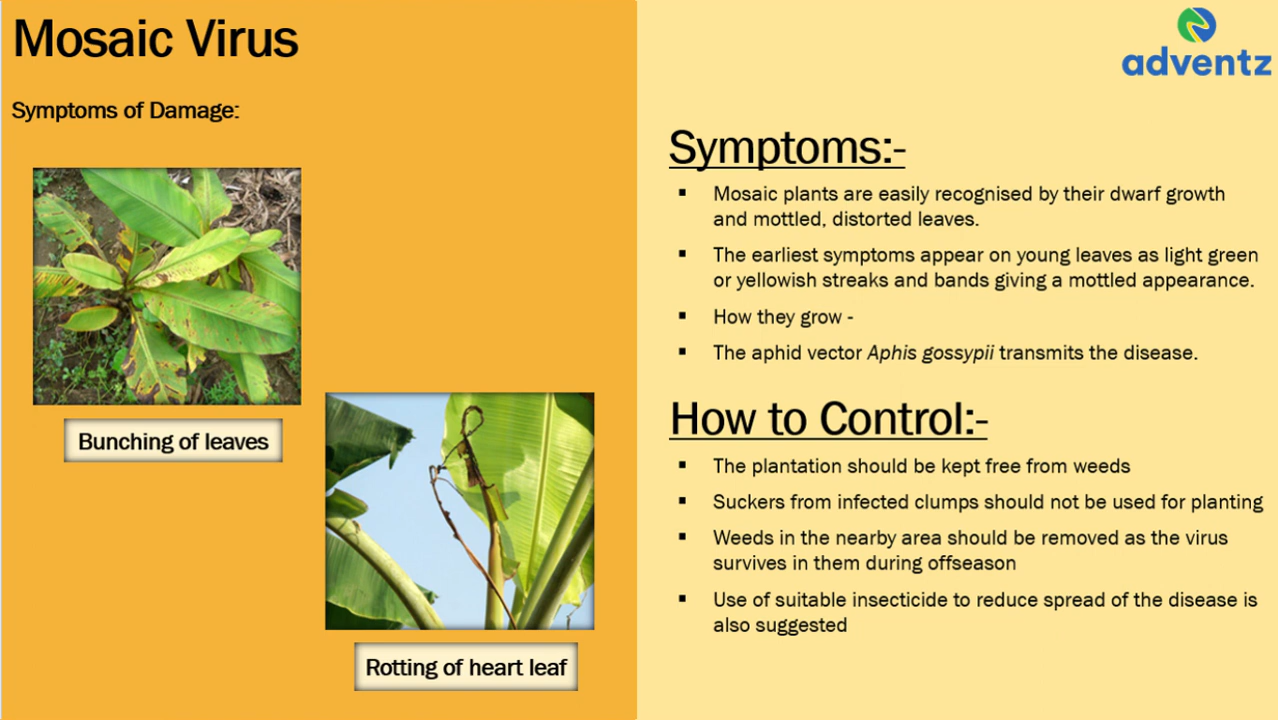 Mosaic Virus
Symptoms of Damage:
Bunching of leaves
Rotting of heart leaf
adventz
Symptoms:-
▪ Mosaic plants are easily recognised by their dwarf growth
and mottled, distorted leaves.
▪ The earliest symptoms appear on young leaves as light green
or yellowish streaks and bands giving a mottled appearance.
▪ How they grow -
▪ The aphid vector Aphis gossypii transmits the disease.
How to Control:-
▪ The plantation should be kept free from weeds
▪ Suckers from infected clumps should not be used for planting
▪ Weeds in the nearby area should be removed as the virus
survives in them during offseason
▪ Use of suitable insecticide to reduce spread of the disease is
also suggested